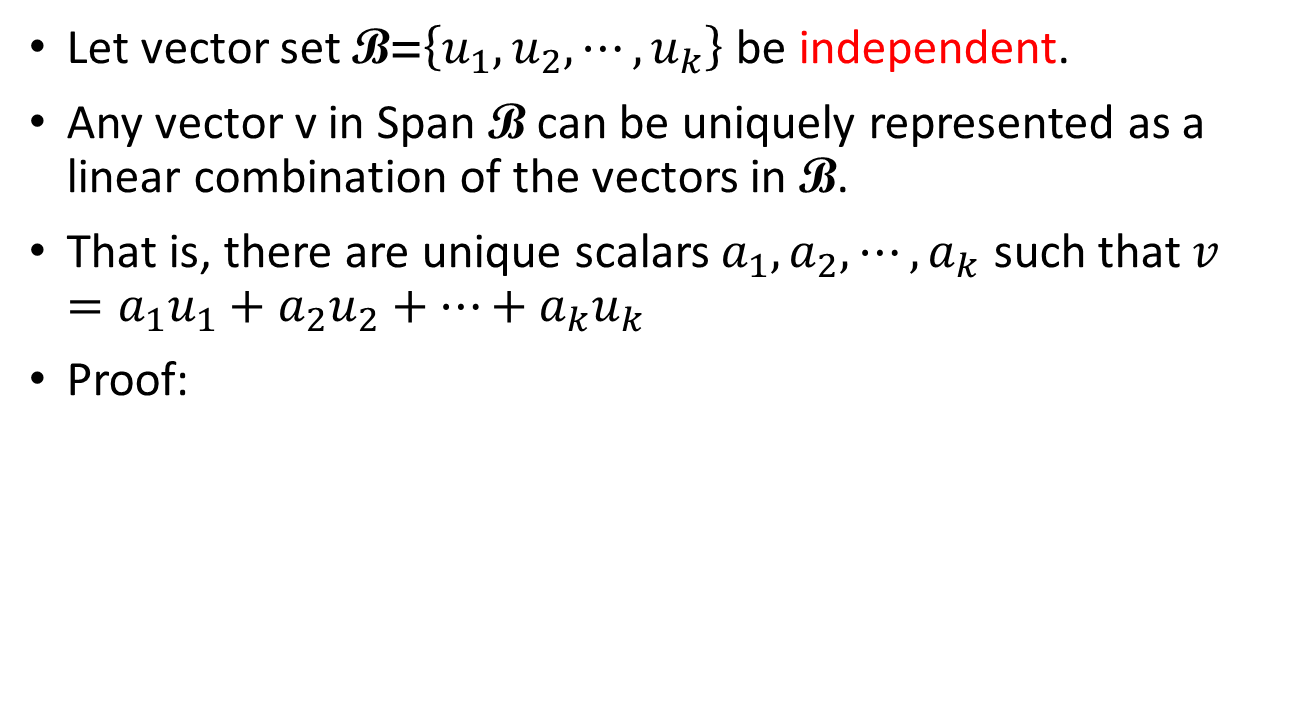 • Let vector set 𝓑={𝑢₁, 𝑢₂, ⋯ , 𝑢ₖ} be independent.
• Any vector v in Span 𝓑 can be uniquely represented as a
linear combination of the vectors in 𝓑.
• That is, there are unique scalars 𝑎₁, 𝑎₂, ⋯ , 𝑎ₖ such that 𝑣
= 𝑎₁𝑢₁ + 𝑎₂𝑢₂ + ⋯ + 𝑎ₖ𝑢ₖ
• Proof: